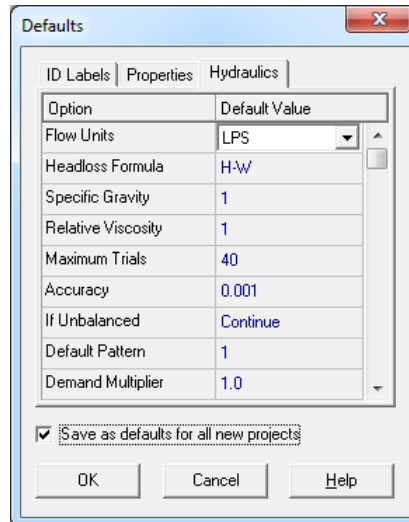 Defaults
ID Labels Properties Hydraulics
Option Default Value
Flow Units LPS
Headloss Formula H-W
Specific Gravity 1
Relative Viscosity 1
Maximum Trials 40
Accuracy 0.001
If Unbalanced Continue
Default Pattern 1
Demand Multiplier 1.0
Save as defaults for all new projects
OK Cancel Help